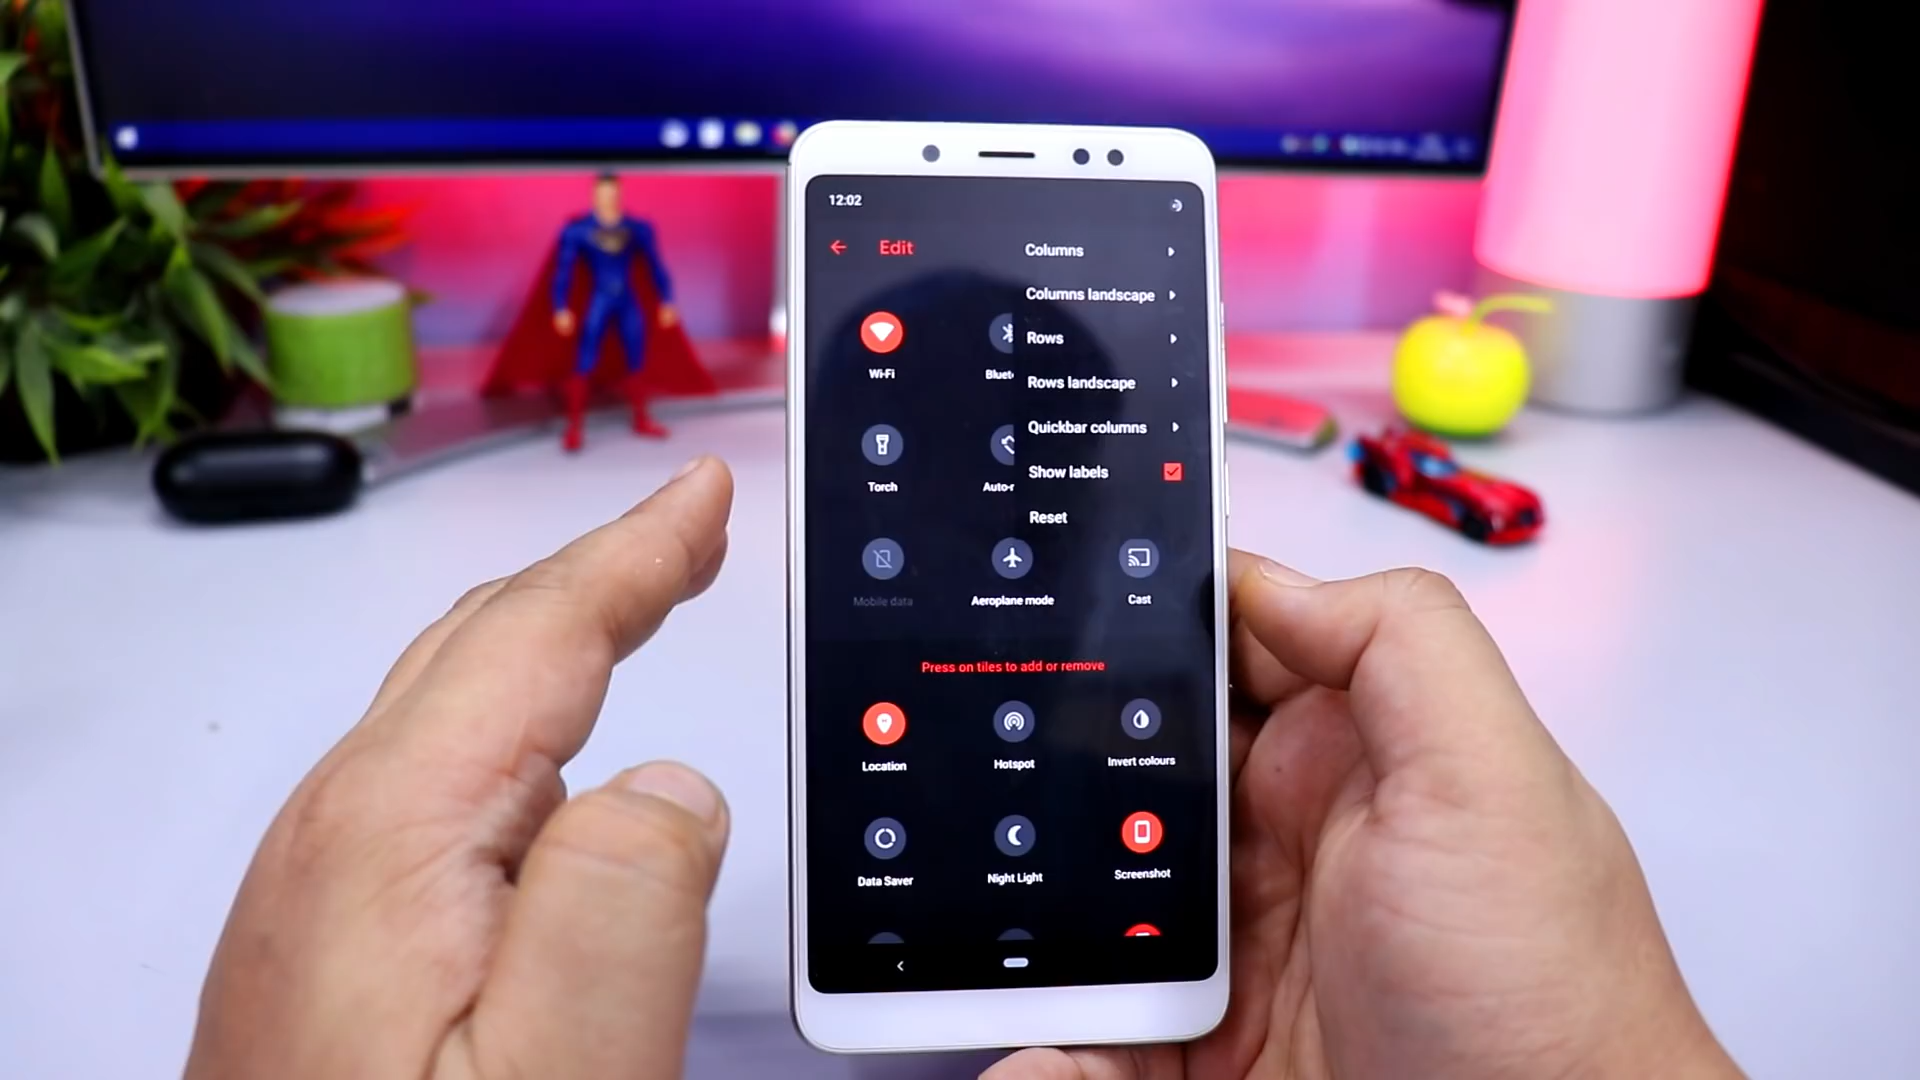 12:02
Edit
Columns
Columns landscape
Rows
Rows landscape
Quickbar columns
Show labels
Reset
Wi-Fi
Torch
Mobile data
Aeroplane mode
Cast
Press on tiles to add or remove
Location
Hotspot
Invert colours
Data Saver
Night Light
Screenshot